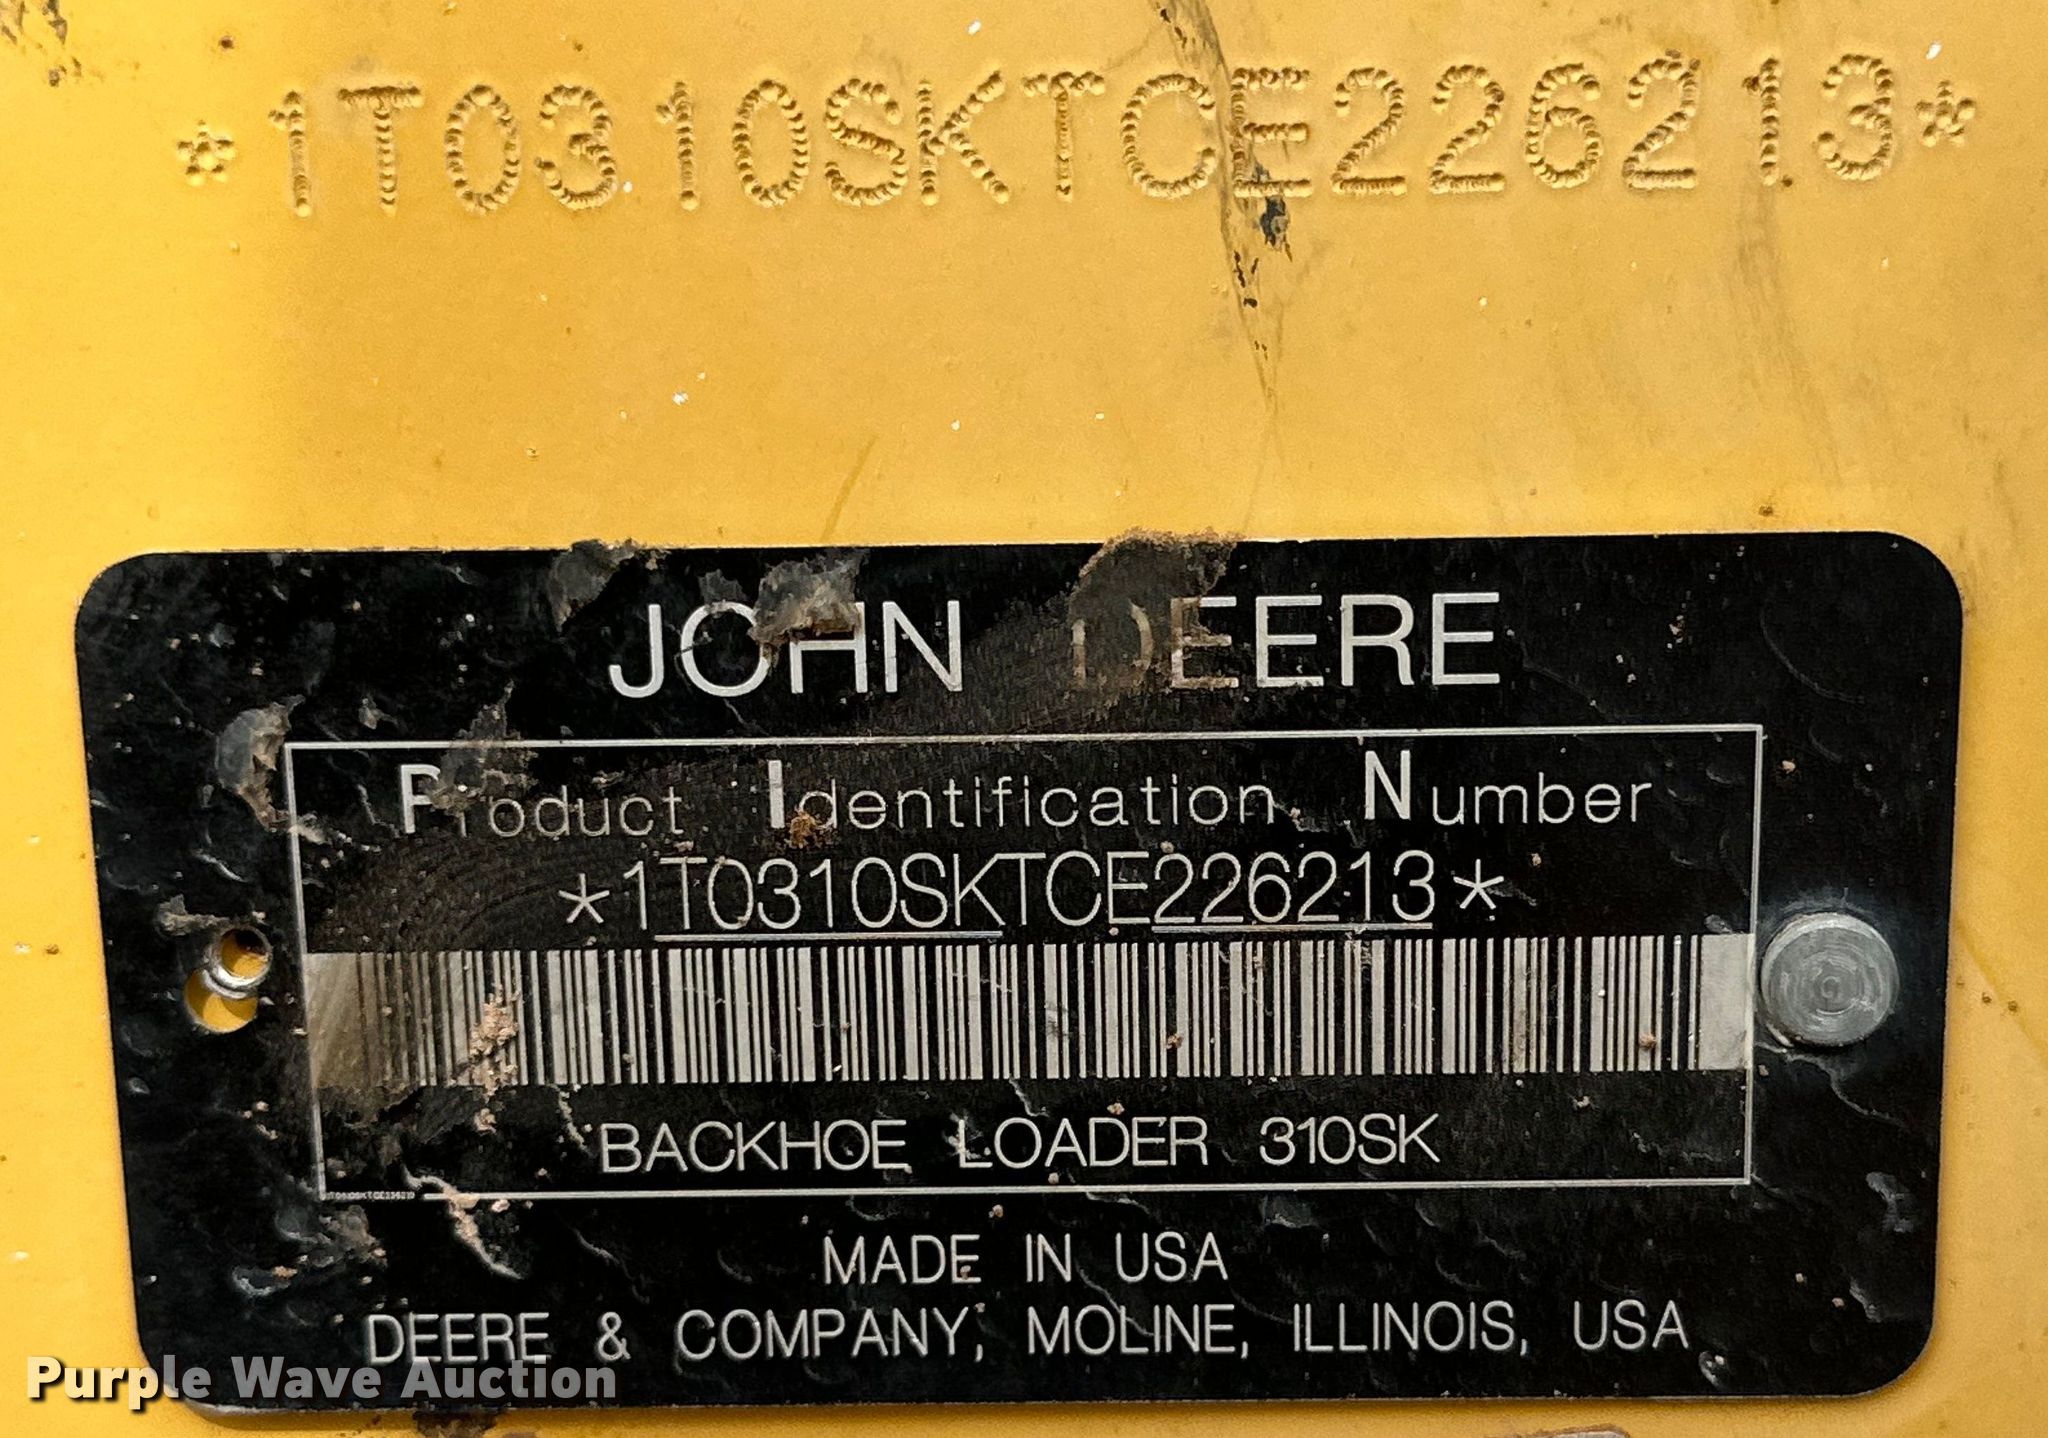 *1T0310SKTCE226213*
JOHN DEERE
Product Identification Number
*1T0310SKTCE226213*
BACKHOE LOADER 310SK
1T0310SKTCE226213
MADE IN USA
DEERE & COMPANY, MOLINE, ILLINOIS, USA
Purple Wave Auction